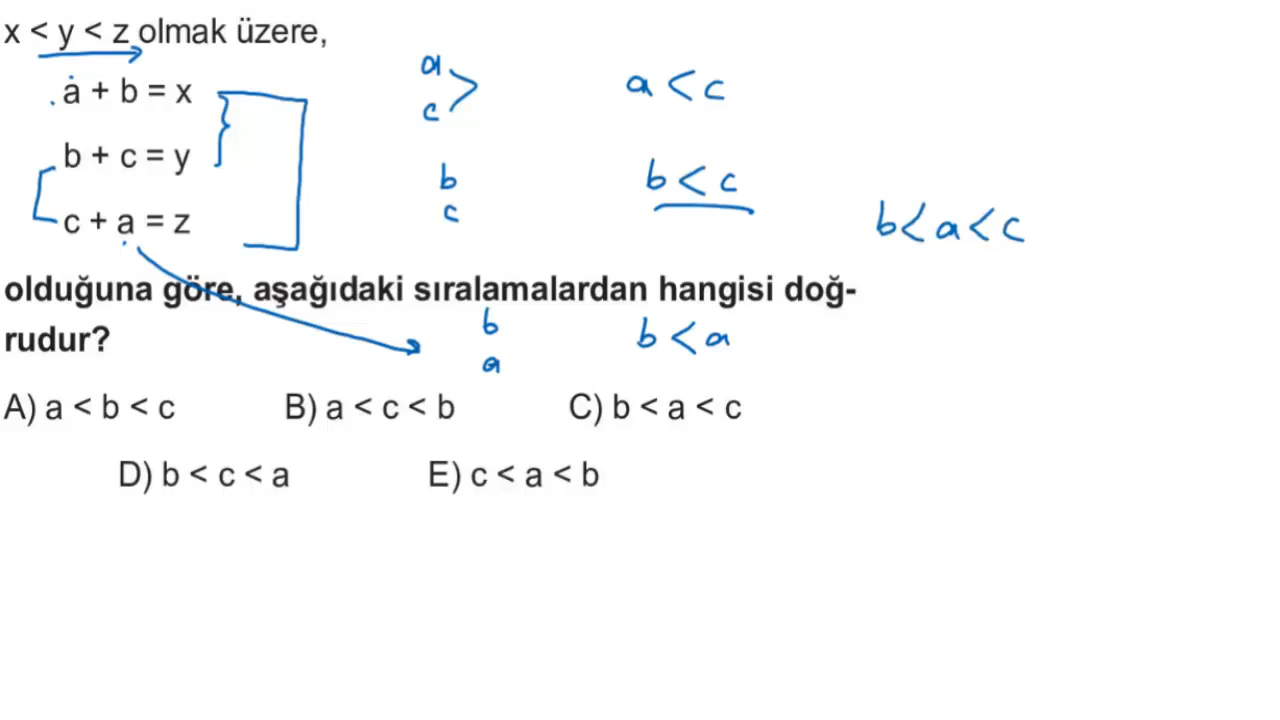 x < y < z olmak üzere,
a + b = x
b + c = y
c + a = z
a
c >
a < c
b
c
b < c
b < a < c
olduğuna göre, aşağıdaki sıralamalardan hangisi doğ-
rudur?
b
a
b < a
A) a < b < c B) a < c < b C) b < a < c
D) b < c < a E) c < a < b